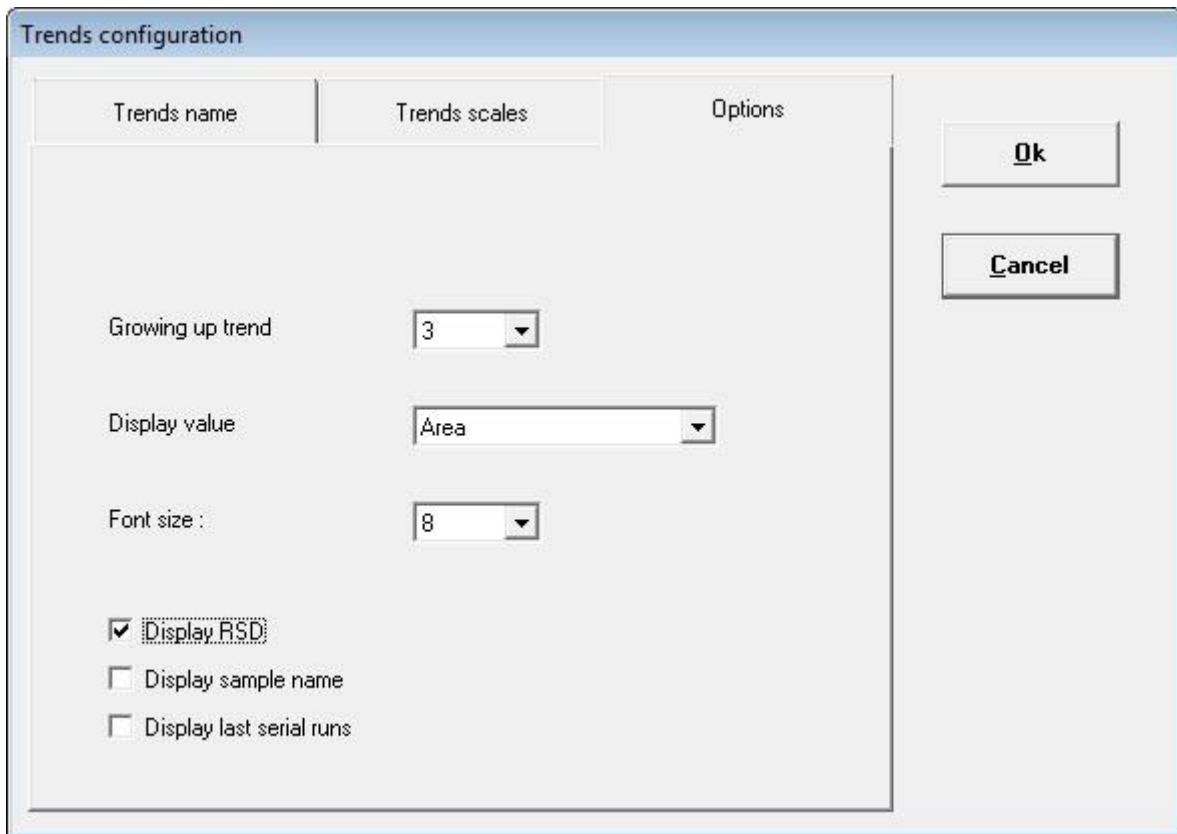 Trends configuration
Trends name
Trends scales
Options
Ok
Cancel
Growing up trend
3
Display value
Area
Font size :
8
Display RSD
Display sample name
Display last serial runs